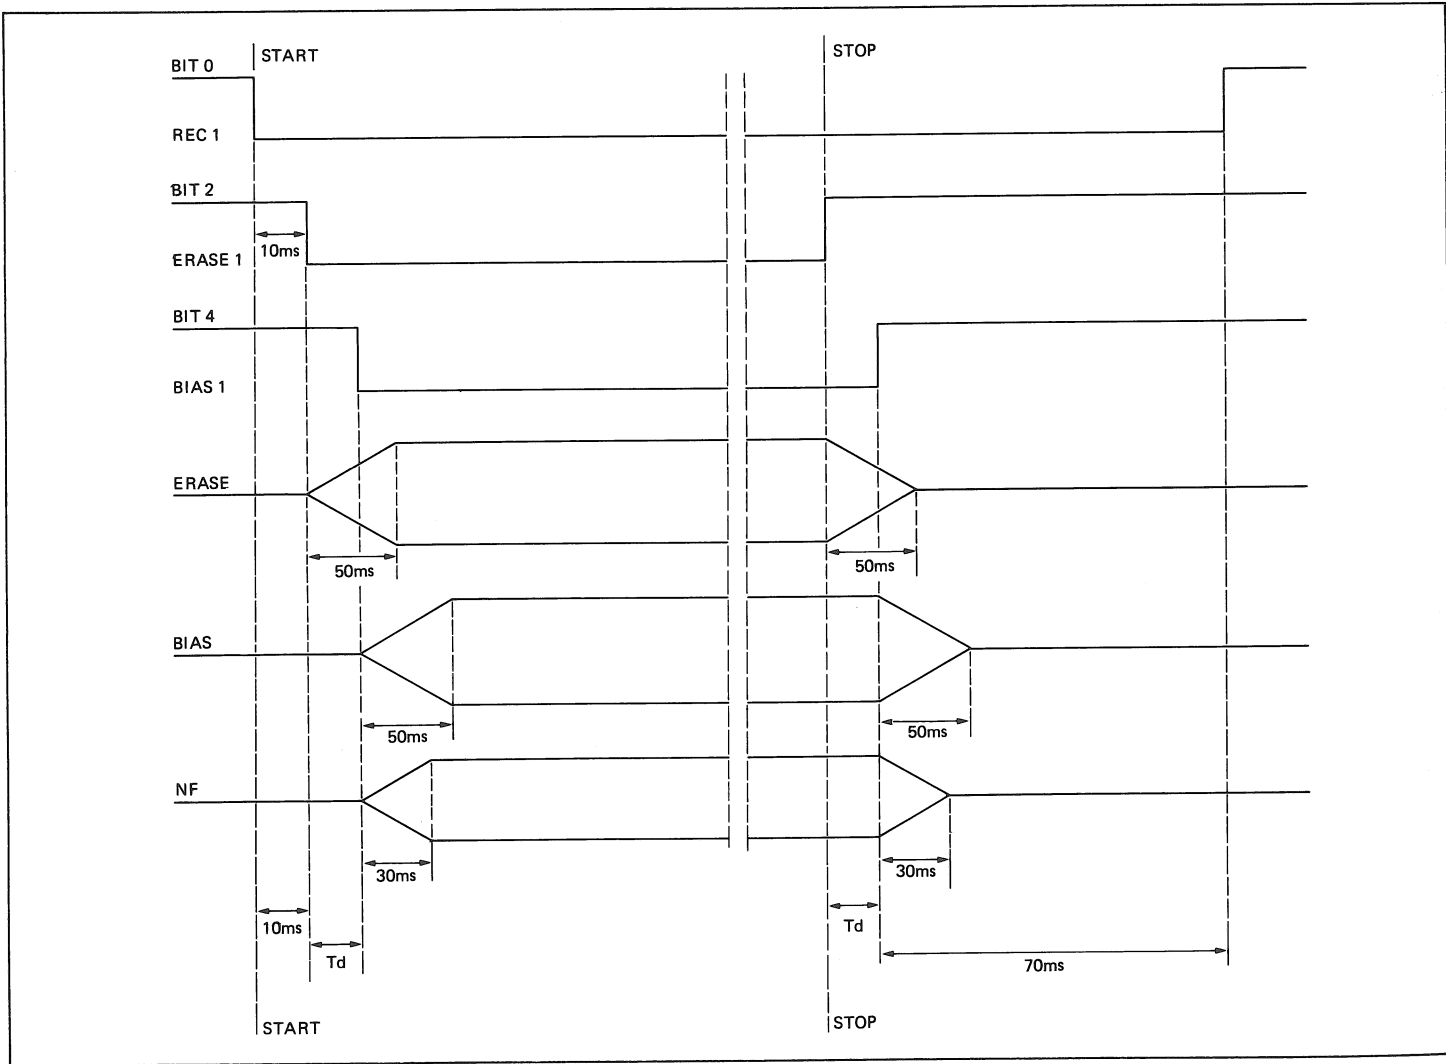 START
STOP
BIT 0
REC 1
BIT 2
10ms
ERASE 1
BIT 4
BIAS 1
ERASE
50ms
50ms
BIAS
50ms
50ms
NF
30ms
30ms
10ms
Td
Td
70ms
START
STOP